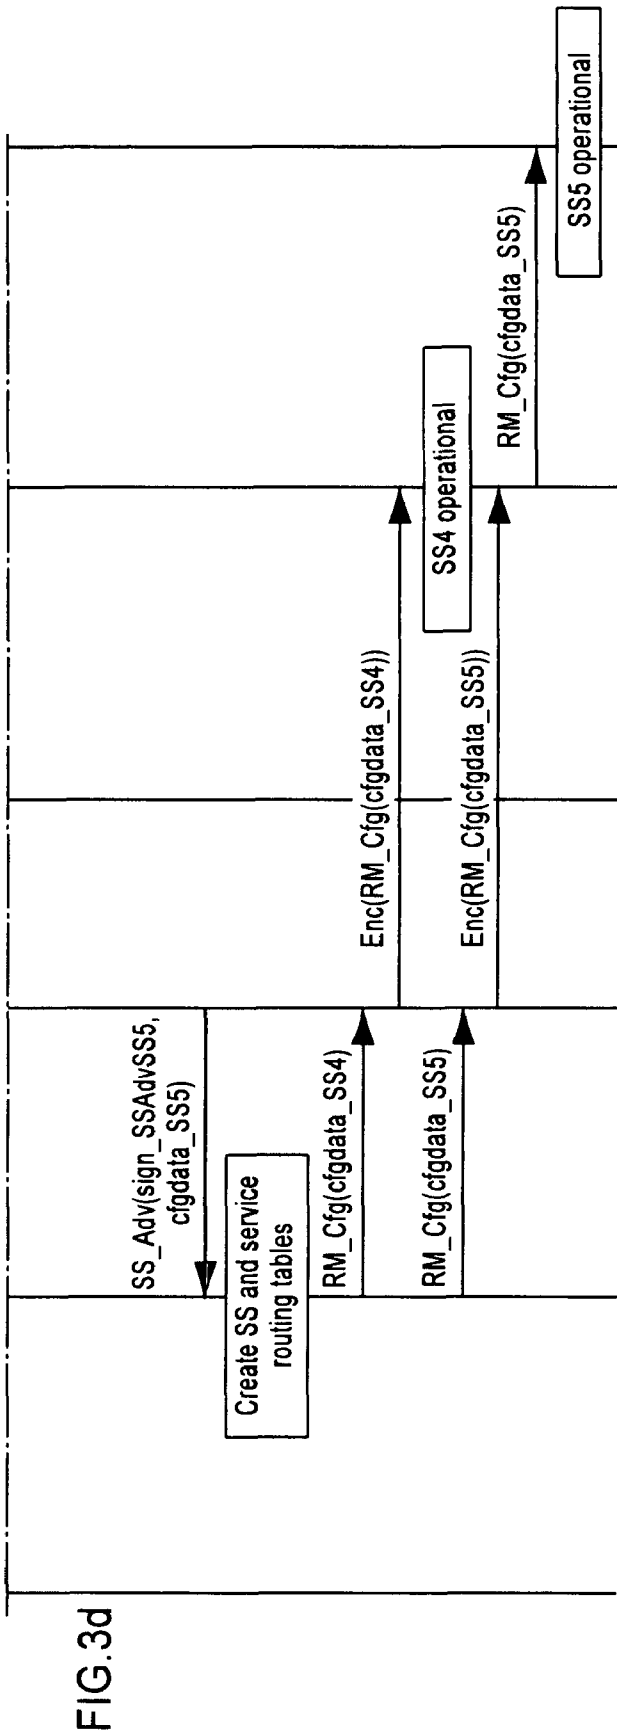 FIG.3d
SS_Adv(sign_SSAdvSS5,
cfgdata_SS5)
Create SS and service
routing tables
RM_Cfg(cfgdata_SS4)
Enc(RM_Cfg(cfgdata_SS4))
SS4 operational
RM_Cfg(cfgdata_SS5)
Enc(RM_Cfg(cfgdata_SS5))
RM_Cfg(cfgdata_SS5)
SS5 operational